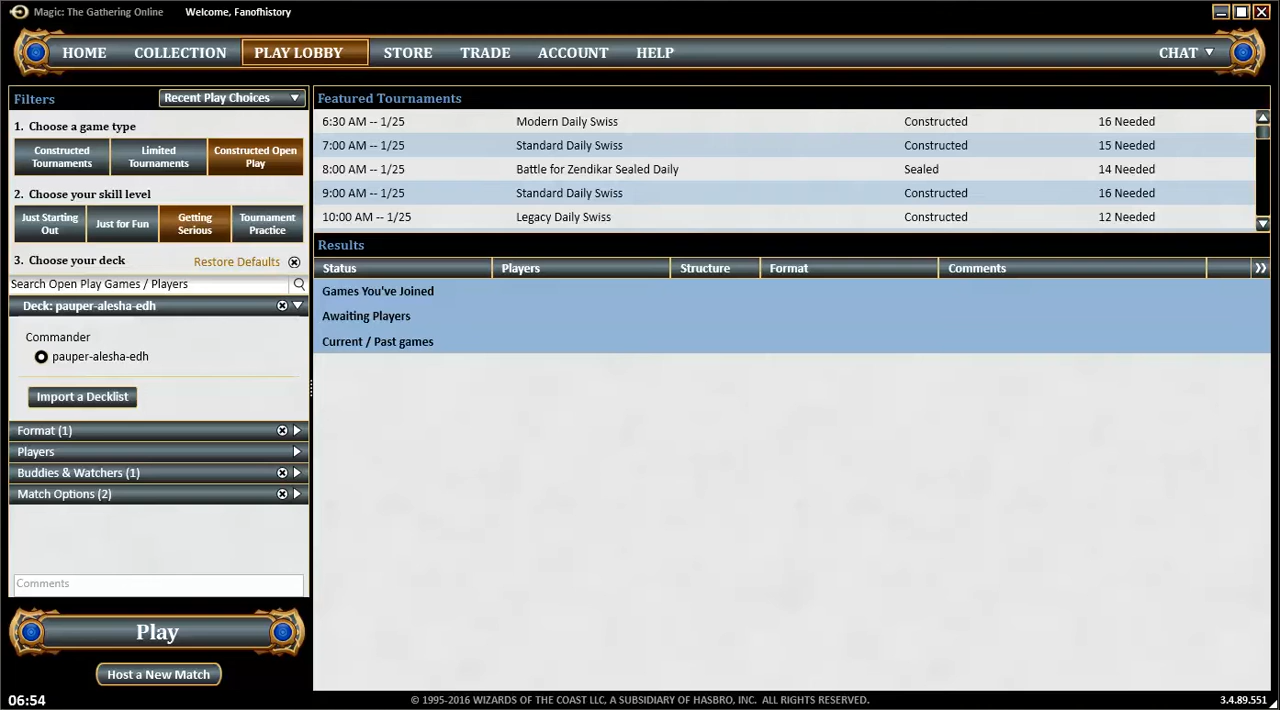 Magic: The Gathering Online Welcome, Fanofhistory
HOME COLLECTION PLAY LOBBY STORE TRADE ACCOUNT HELP CHAT
Filters Recent Play Choices
1. Choose a game type
Constructed Tournaments Limited Tournaments Constructed Open Play
2. Choose your skill level
Just Starting Out Just for Fun Getting Serious Tournament Practice
3. Choose your deck Restore Defaults
Search Open Play Games / Players
Deck: pauper-alesha-edh
Commander
pauper-alesha-edh
Import a Decklist
Format (1)
Players
Buddies & Watchers (1)
Match Options (2)
Comments
Play
Host a New Match
06:54
Featured Tournaments
6:30 AM -- 1/25 Modern Daily Swiss Constructed 16 Needed
7:00 AM -- 1/25 Standard Daily Swiss Constructed 15 Needed
8:00 AM -- 1/25 Battle for Zendikar Sealed Daily Sealed 14 Needed
9:00 AM -- 1/25 Standard Daily Swiss Constructed 16 Needed
10:00 AM -- 1/25 Legacy Daily Swiss Constructed 12 Needed
Results
Status Players Structure Format Comments
Games You've Joined
Awaiting Players
Current / Past games
© 1995-2016 WIZARDS OF THE COAST LLC, A SUBSIDIARY OF HASBRO, INC. ALL RIGHTS RESERVED.
3.4.89.551